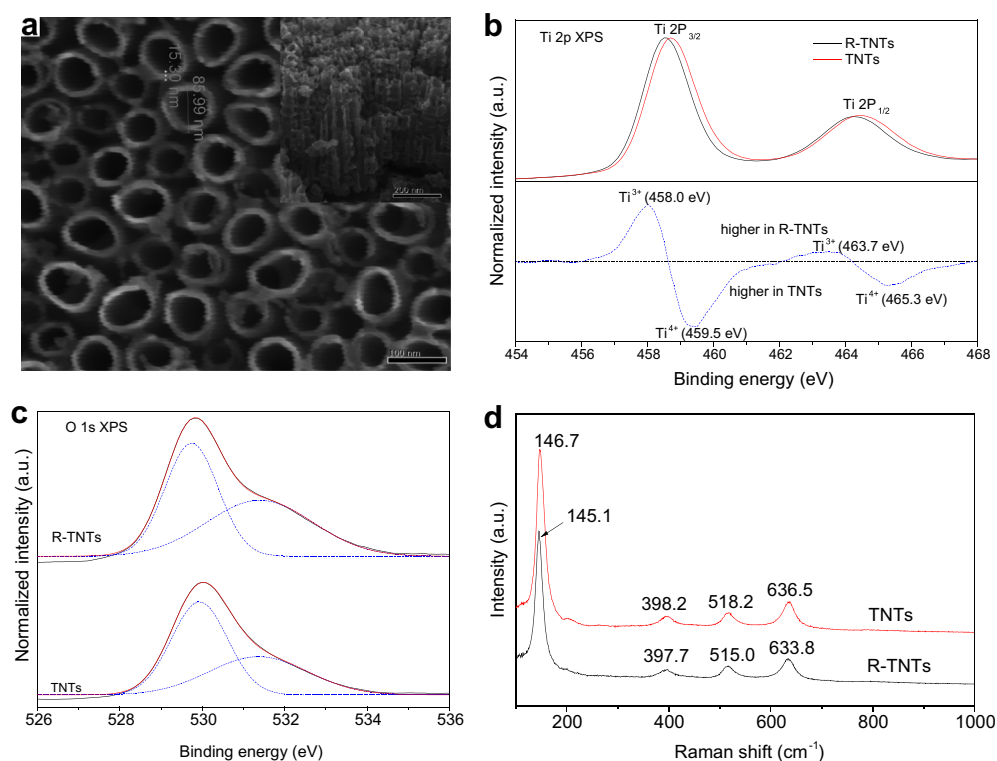 a
15.30 nm
85.99 nm
200 nm
100 nm
b
Ti 2p XPS
Ti 2P3/2
R-TNTs
TNTs
Ti 2P1/2
Normalized intensity (a.u.)
Ti3+ (458.0 eV)
higher in R-TNTs
Ti3+ (463.7 eV)
higher in TNTs
Ti4+ (459.5 eV)
Ti4+ (465.3 eV)
454 456 458 460 462 464 466 468
Binding energy (eV)
c
O 1s XPS
Normalized intensity (a.u.)
R-TNTs
TNTs
526 528 530 532 534 536
Binding energy (eV)
d
146.7
145.1
Intensity (a.u.)
398.2 518.2 636.5
TNTs
397.7 515.0 633.8
R-TNTs
200 400 600 800 1000
Raman shift (cm-1)